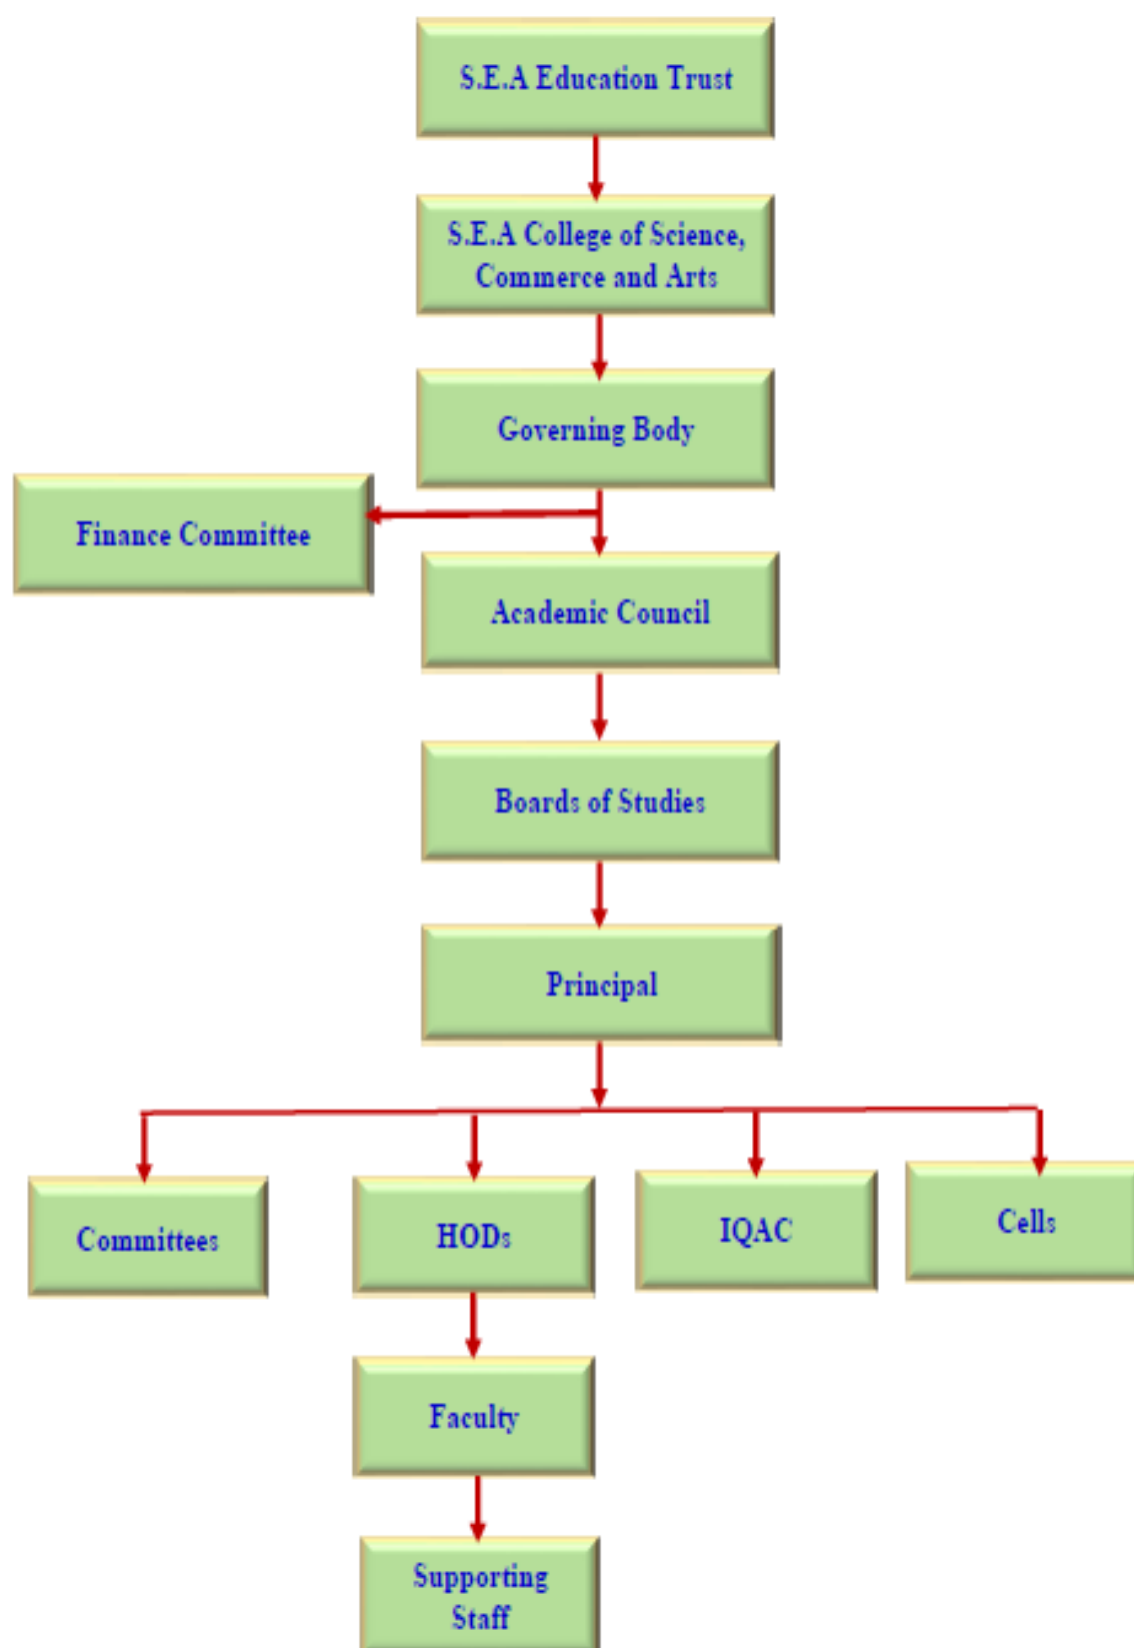 S.E.A Education Trust
S.E.A College of Science,
Commerce and Arts
Governing Body
Finance Committee
Academic Council
Boards of Studies
Principal
Committees
HODs
IQAC
Cells
Faculty
Supporting
Staff